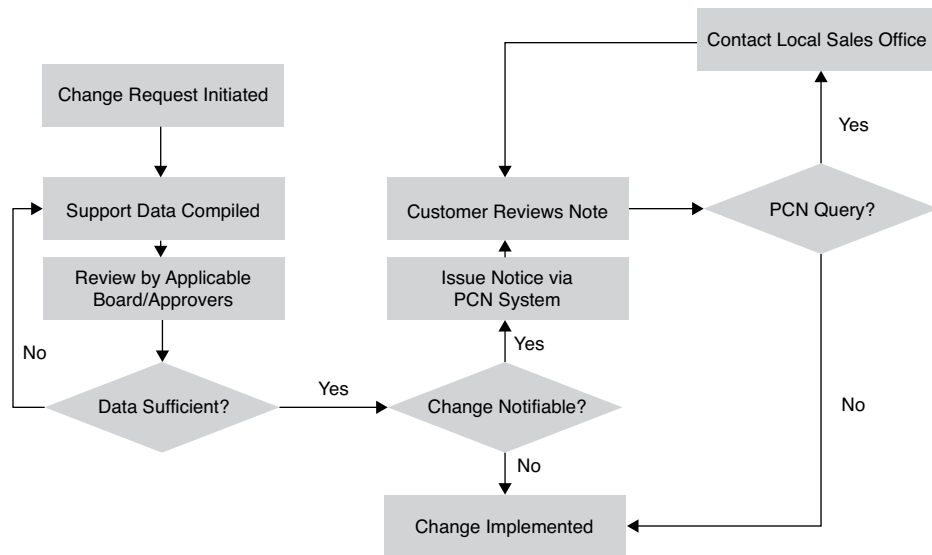 Change Request Initiated
Support Data Compiled
Review by Applicable
Board/Approvers
No
Data Sufficient?
Yes
Change Notifiable?
Yes
Issue Notice via
PCN System
Customer Reviews Note
PCN Query?
Yes
Contact Local Sales Office
No
No
Change Implemented